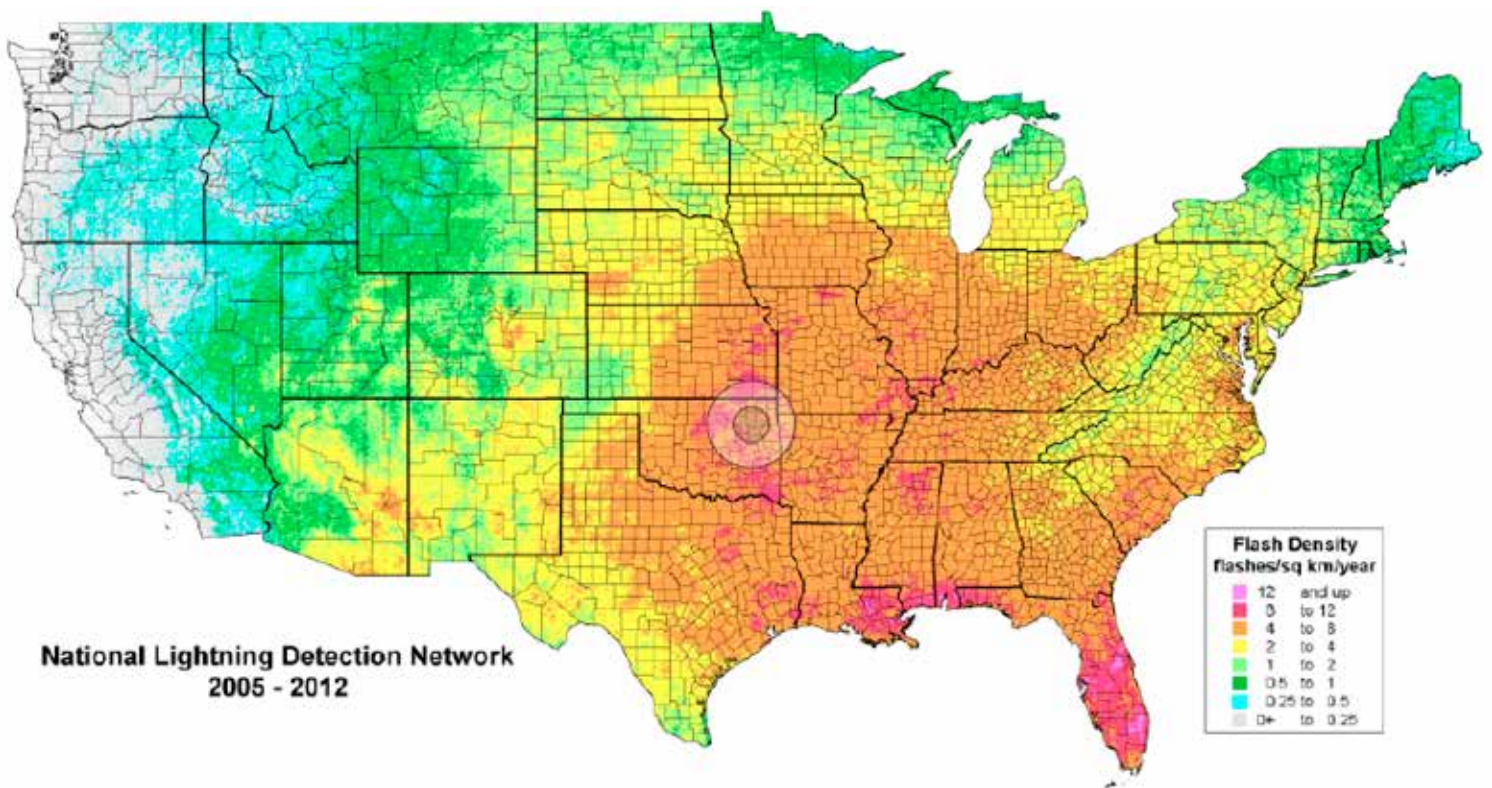 National Lightning Detection Network
2005 - 2012
Flash Density
flashes/sq km/year
12 and up
8 to 12
4 to 8
2 to 4
1 to 2
0.5 to 1
0.25 to 0.5
0+ to 0.25